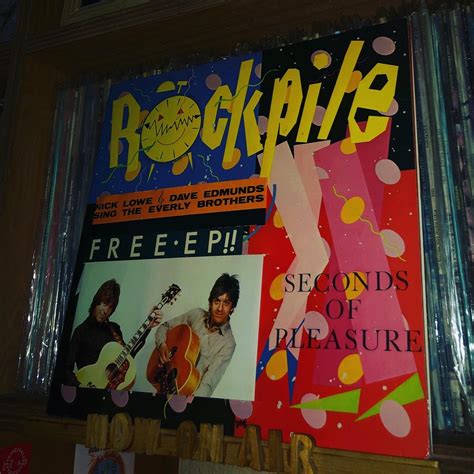 Rockpile
NICK LOWE & DAVE EDMUNDS
SING THE EVERLY BROTHERS
FREE·EP!!
SECONDS
OF
PLEASURE
NOW ON-AIR